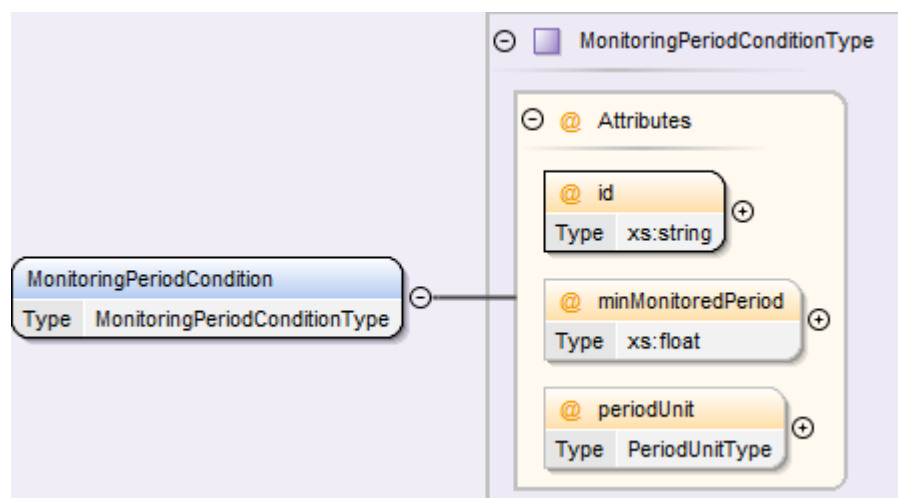 MonitoringPeriodConditionType
@ Attributes
@ id
Type xs:string
MonitoringPeriodCondition
Type MonitoringPeriodConditionType
@ minMonitoredPeriod
Type xs:float
@ periodUnit
Type PeriodUnitType